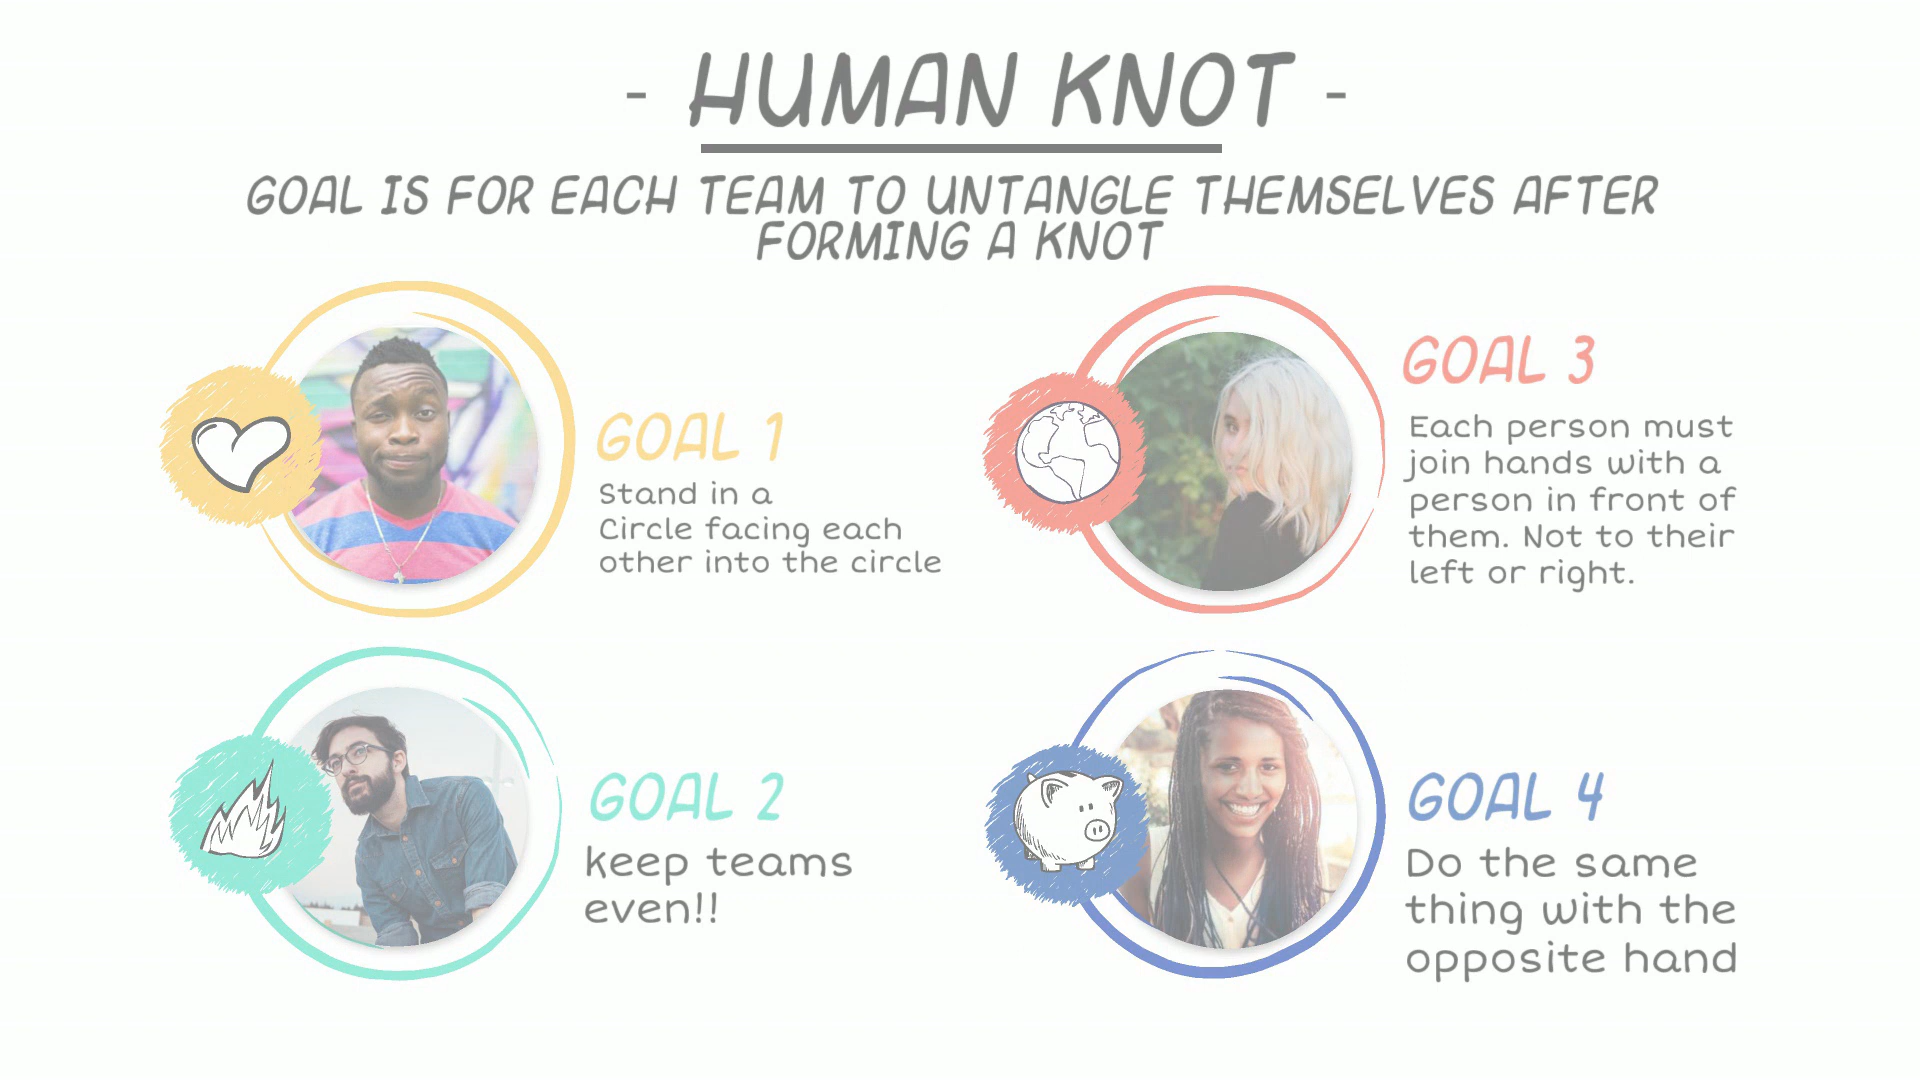 - HUMAN KNOT -
GOAL IS FOR EACH TEAM TO UNTANGLE THEMSELVES AFTER
FORMING A KNOT
GOAL 1
Stand in a
Circle facing each
other into the circle
GOAL 2
keep teams
even!!
GOAL 3
Each person must
join hands with a
person in front of
them. Not to their
left or right.
GOAL 4
Do the same
thing with the
opposite hand